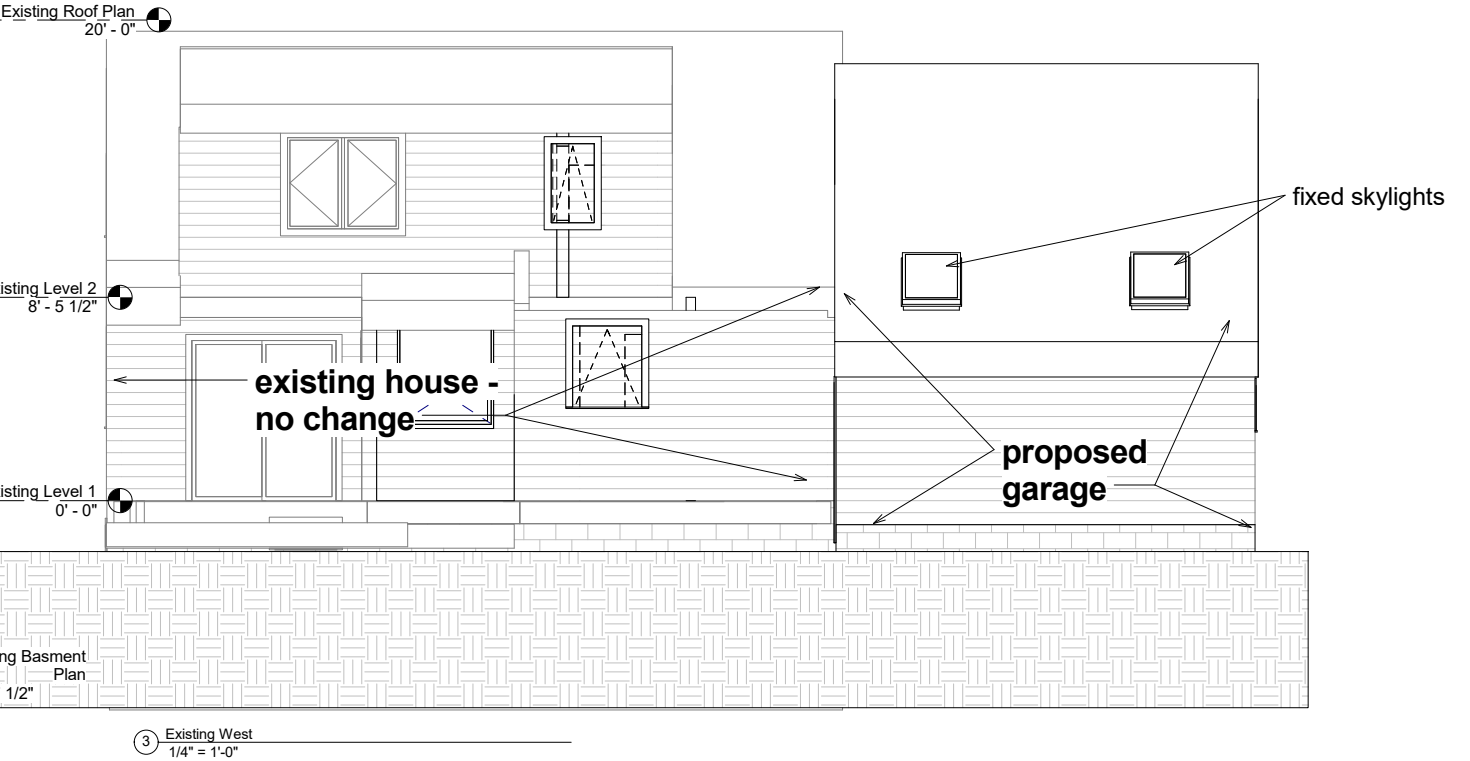 Existing Roof Plan
20' - 0"
fixed skylights
isting Level 2
8' - 5 1/2"
existing house -
no change
proposed
garage
isting Level 1
0' - 0"
ng Basment
Plan
1/2"
3 Existing West
1/4" = 1'-0"